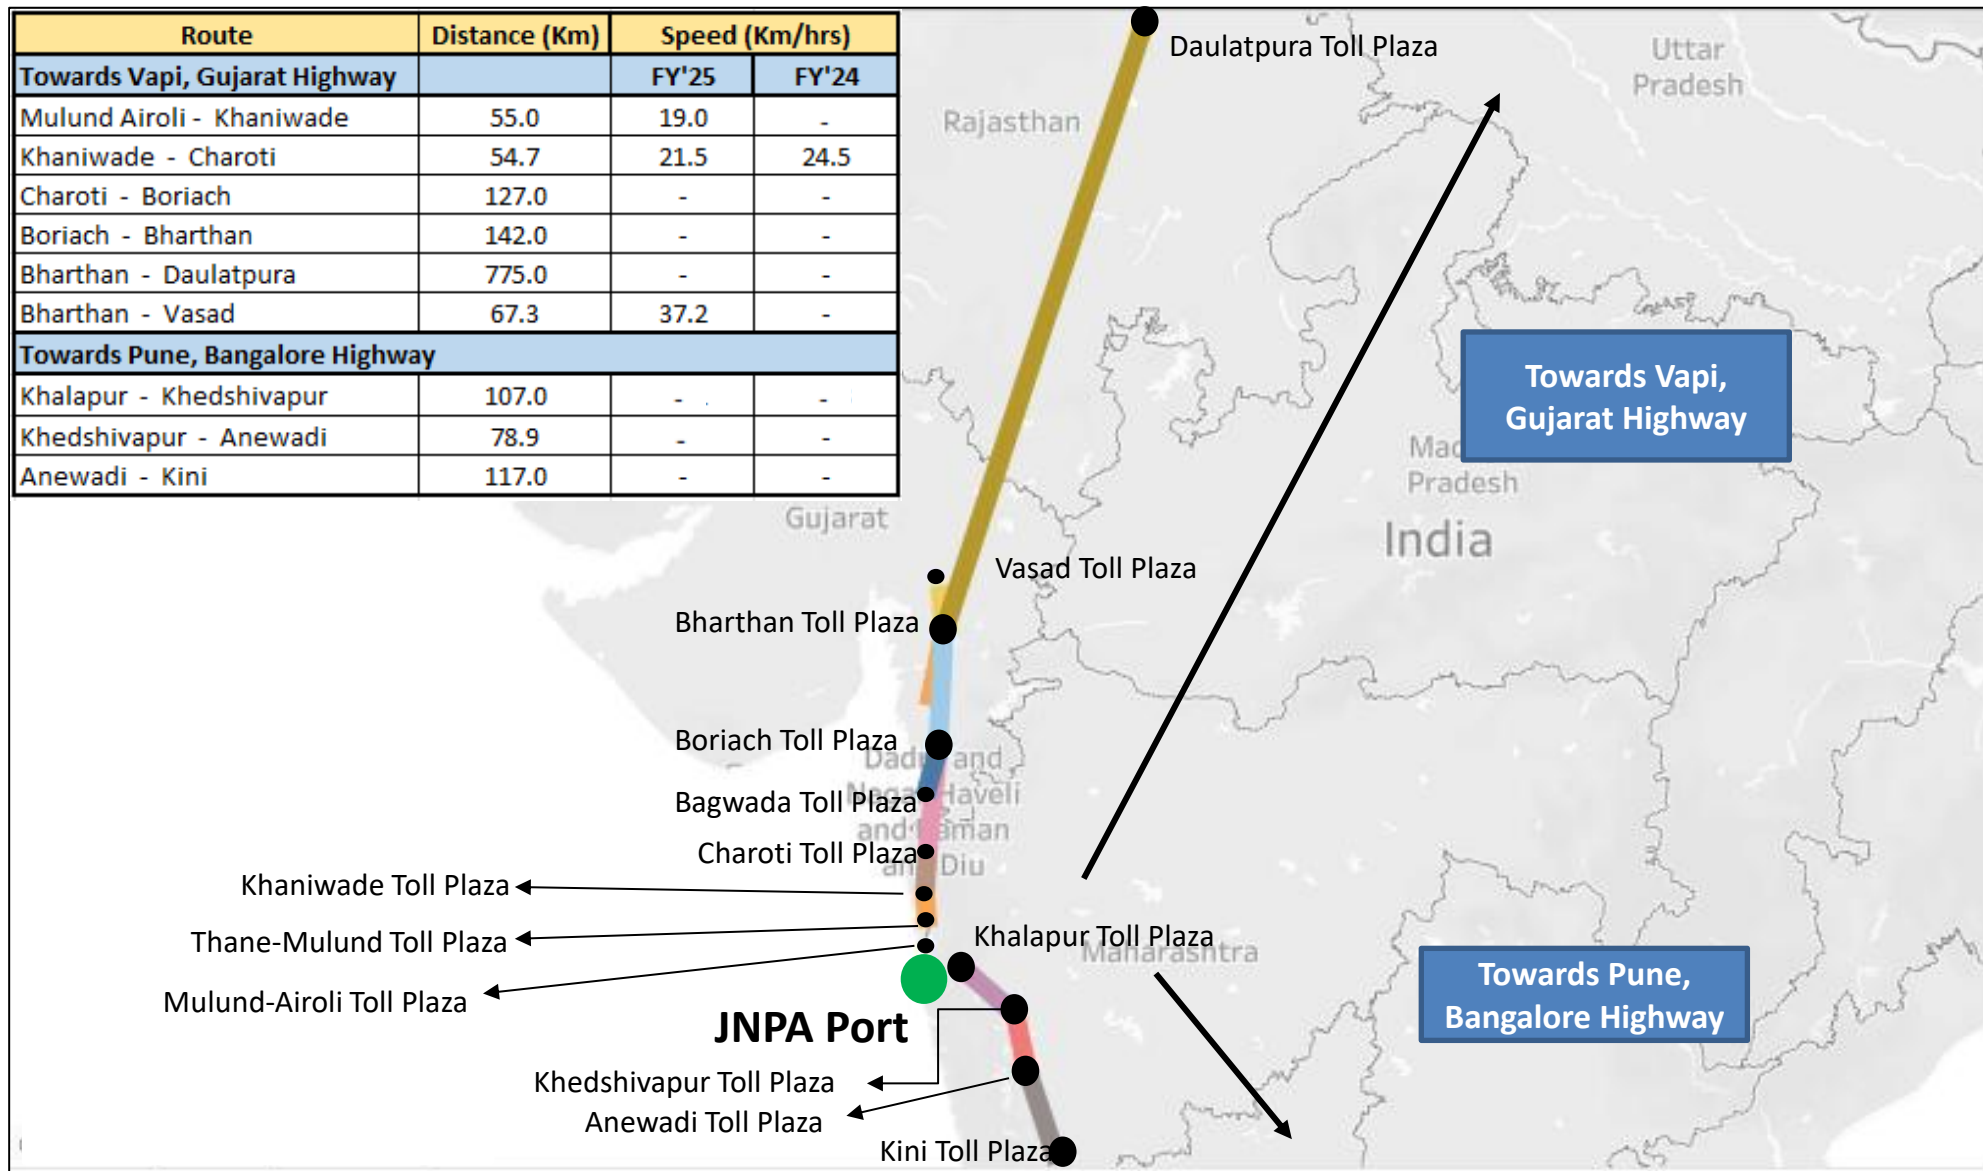 Route Distance (Km) Speed (Km/hrs)
Towards Vapi, Gujarat Highway FY'25 FY'24
Mulund Airoli - Khaniwade 55.0 19.0 -
Khaniwade - Charoti 54.7 21.5 24.5
Charoti - Boriach 127.0 - -
Boriach - Bharthan 142.0 - -
Bharthan - Daulatpura 775.0 - -
Bharthan - Vasad 67.3 37.2 -
Towards Pune, Bangalore Highway
Khalapur - Khedshivapur 107.0 - -
Khedshivapur - Anewadi 78.9 - -
Anewadi - Kini 117.0 - -
Daulatpura Toll Plaza
Uttar
Pradesh
Rajasthan
Towards Vapi,
Gujarat Highway
Pradesh
Gujarat
India
Vasad Toll Plaza
Bharthan Toll Plaza
Boriach Toll Plaza
and
Bagwada Toll Plaza
Haveli
and Daman
Charoti Toll Plaza
Diu
Khaniwade Toll Plaza
Thane-Mulund Toll Plaza
Khalapur Toll Plaza
Maharashtra
Mulund-Airoli Toll Plaza
JNPA Port
Towards Pune,
Bangalore Highway
Khedshivapur Toll Plaza
Anewadi Toll Plaza
Kini Toll Plaza